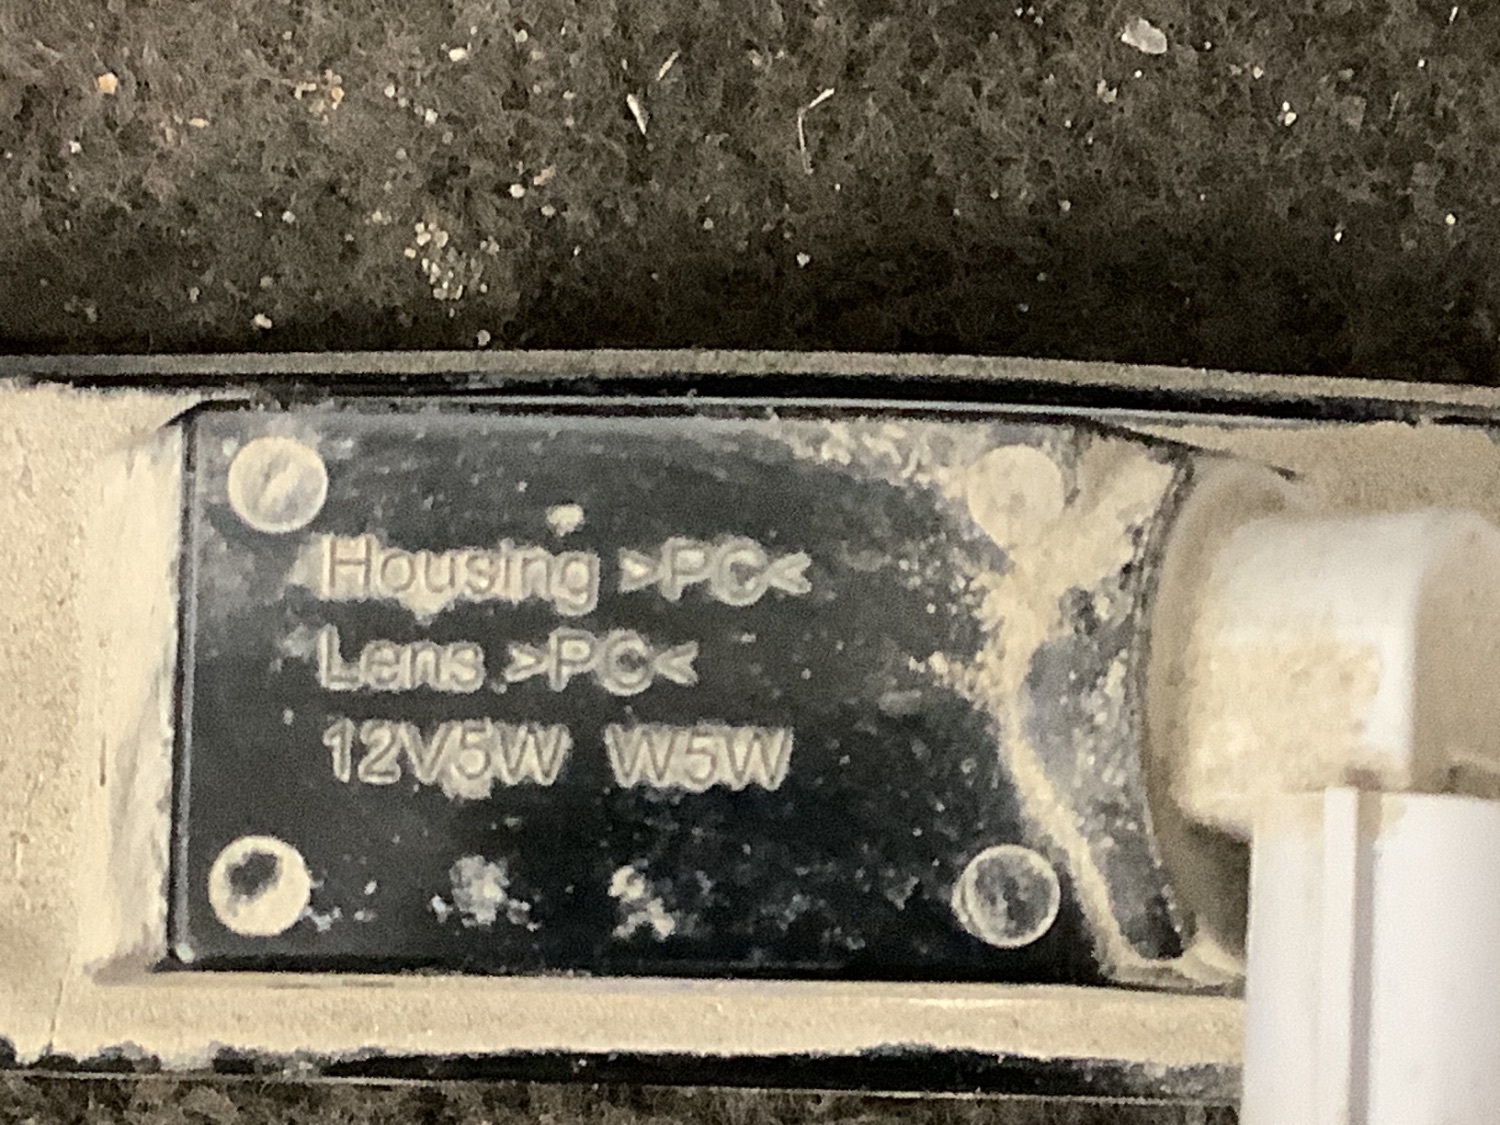 Housing >PC<
Lens >PC<
12V5W W5W